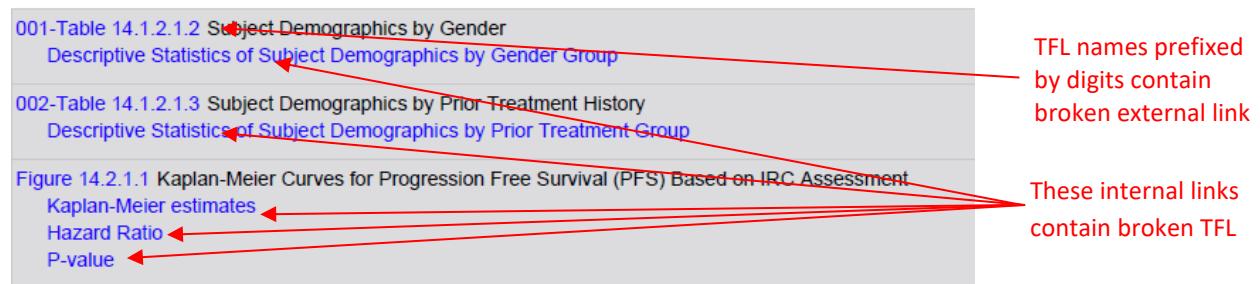 001-Table 14.1.2.1.2 Subject Demographics by Gender
Descriptive Statistics of Subject Demographics by Gender Group
002-Table 14.1.2.1.3 Subject Demographics by Prior Treatment History
Descriptive Statistics of Subject Demographics by Prior Treatment Group
Figure 14.2.1.1 Kaplan-Meier Curves for Progression Free Survival (PFS) Based on IRC Assessment
Kaplan-Meier estimates
Hazard Ratio
P-value
TFL names prefixed
by digits contain
broken external link
These internal links
contain broken TFL